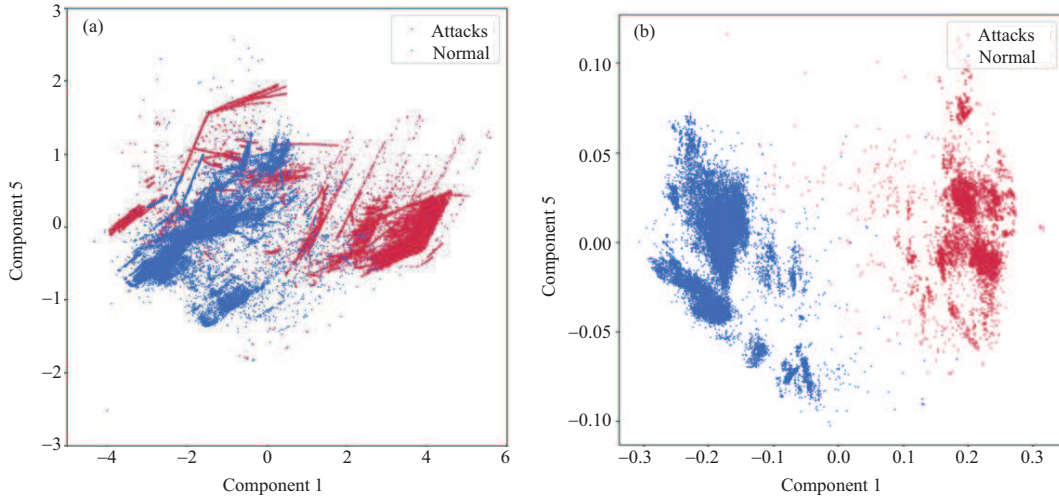 (a)
Attacks
Normal
3
2
1
0
−1
−2
−3
Component 5
−4
−2
0
2
4
6
Component 1
(b)
Attacks
Normal
0.10
0.05
0.00
−0.05
−0.10
Component 5
−0.3
−0.2
−0.1
0.0
0.1
0.2
0.3
Component 1